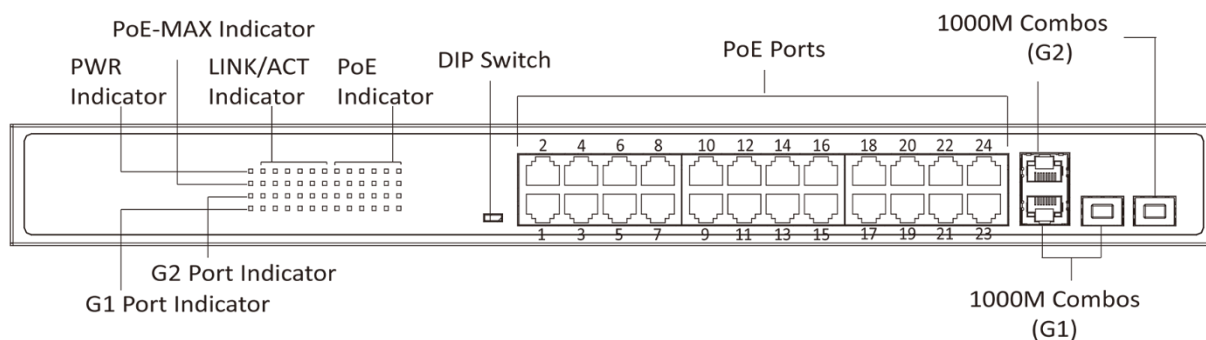 1000M Combos
(G2)
PoE-MAX Indicator
PoE Ports
PWR
Indicator
LINK/ACT
Indicator
PoE
Indicator
DIP Switch
2 4 6 8 10 12 14 16 18 20 22 24
1 3 5 7 9 11 13 15 17 19 21 23
G2 Port Indicator
G1 Port Indicator
1000M Combos
(G1)